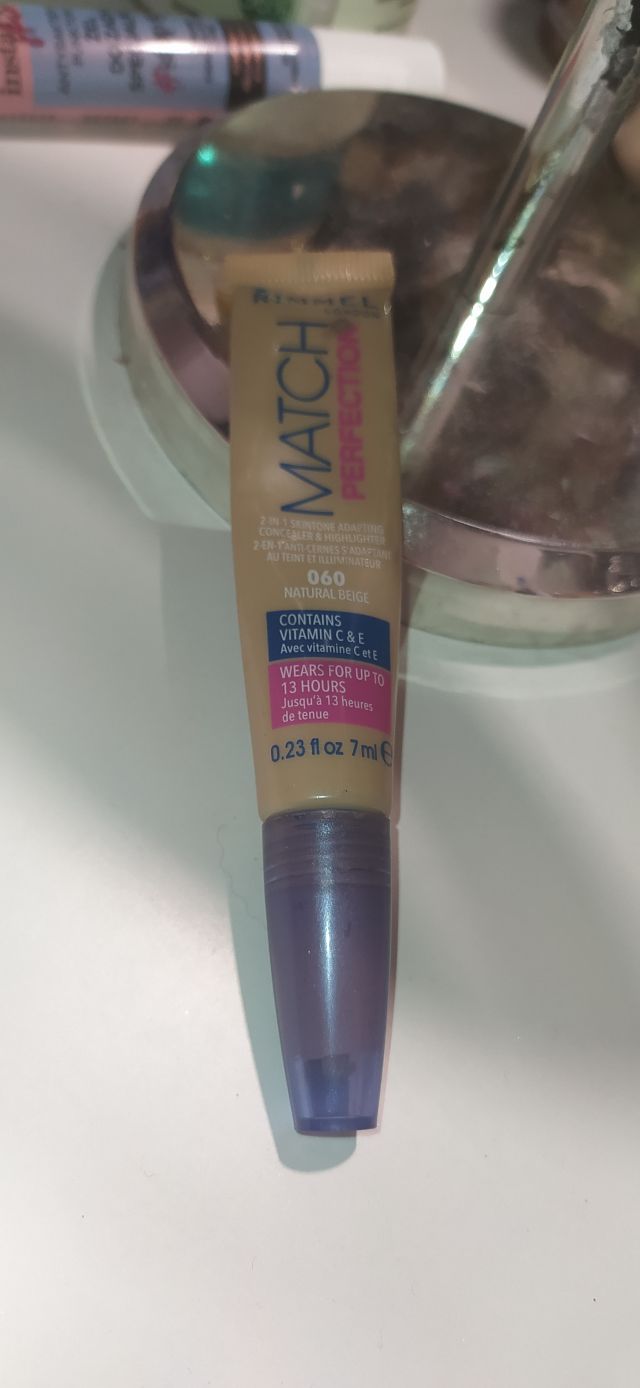 RIMMEL
LONDON
MATCH
PERFECTION
2-IN-1 SKINTONE ADAPTING
CONCEALER & HIGHLIGHTER
2-EN-1 ANTI-CERNES S'ADAPTANT
AU TEINT ET ILLUMINATEUR
060
NATURAL BEIGE
CONTAINS
VITAMIN C & E
Avec vitamine C et E
WEARS FOR UP TO
13 HOURS
Jusqu'à 13 heures
de tenue
0.23 fl oz 7ml e